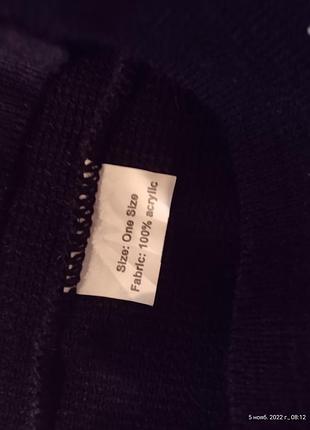 Size: One Size
Fabric: 100% acrylic
5 нояб. 2022 г., 08:12